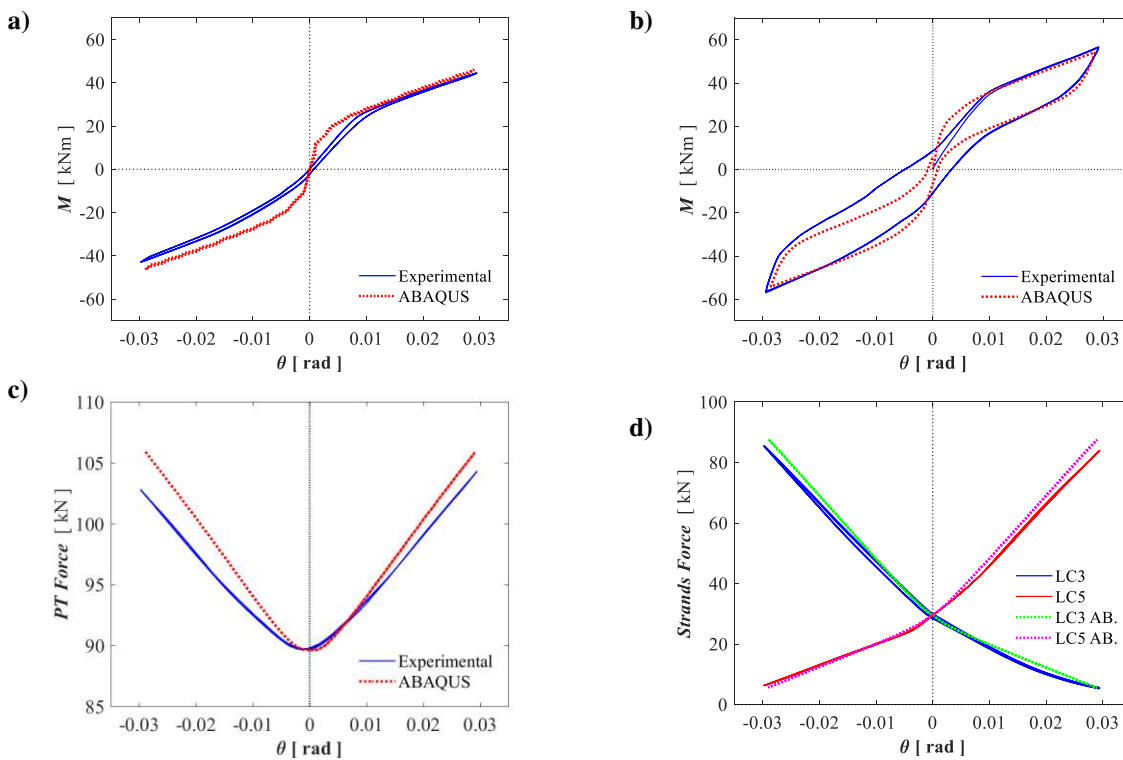 a)
60
40
20
0
-20
-40
-60
M [ kNm ]
Experimental
ABAQUS
-0.03 -0.02 -0.01 0 0.01 0.02 0.03
θ [ rad ]
b)
60
40
20
0
-20
-40
-60
M [ kNm ]
Experimental
ABAQUS
-0.03 -0.02 -0.01 0 0.01 0.02 0.03
θ [ rad ]
c)
110
105
100
95
90
85
PT Force [ kN ]
Experimental
ABAQUS
-0.03 -0.02 -0.01 0 0.01 0.02 0.03
θ [ rad ]
d)
100
80
60
40
20
0
Strands Force [ kN ]
LC3
LC5
LC3 AB.
LC5 AB.
-0.03 -0.02 -0.01 0 0.01 0.02 0.03
θ [ rad ]